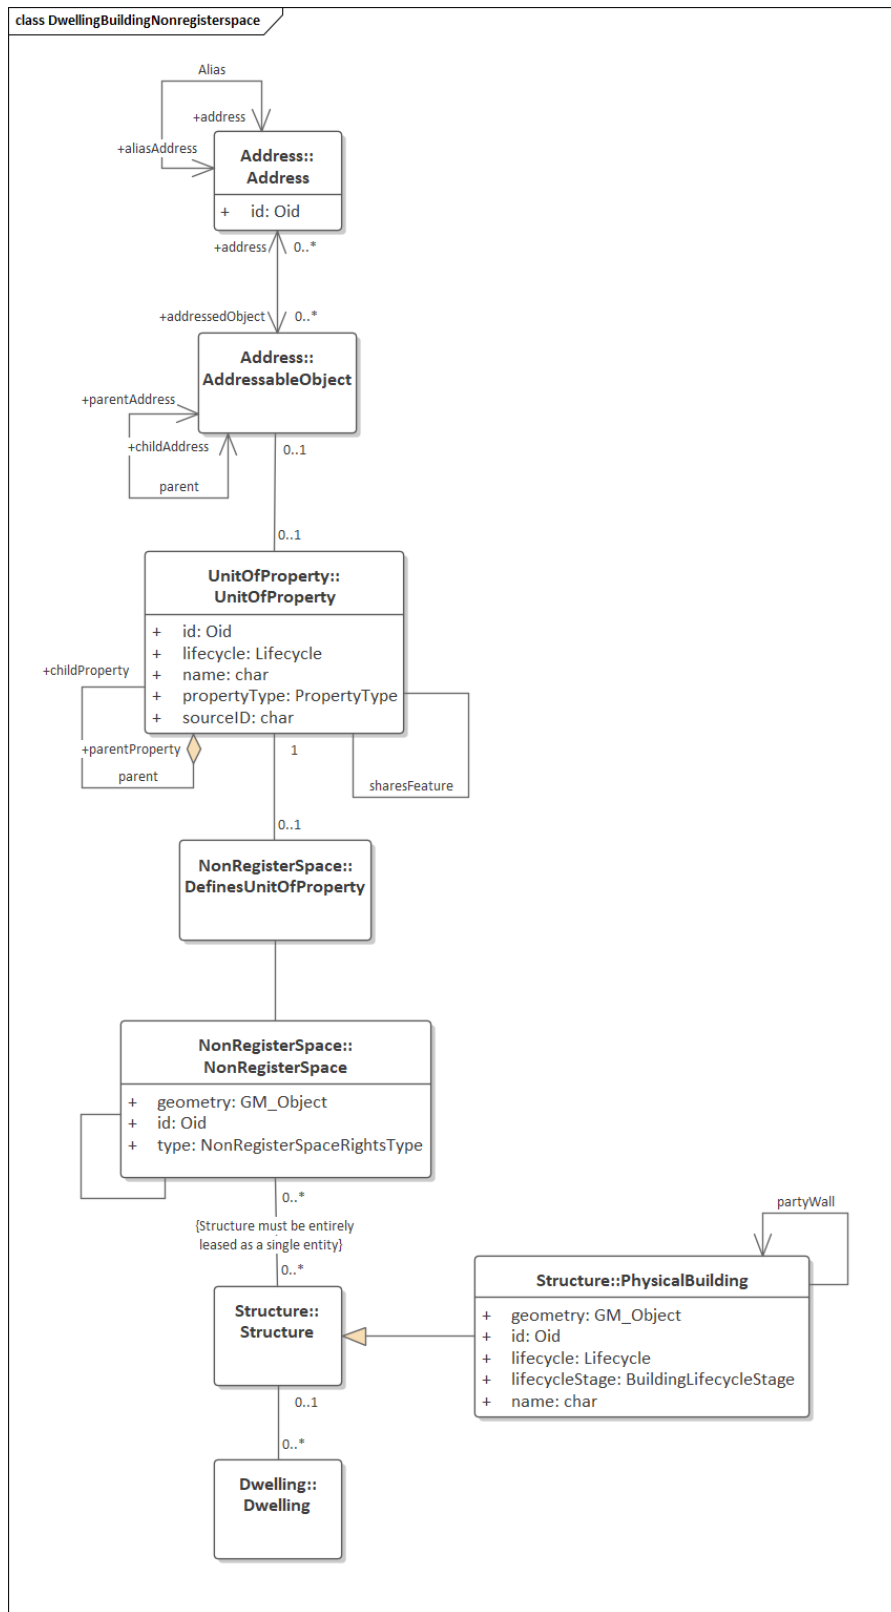 class DwellingBuildingNonregisterspace
Alias
+address
+aliasAddress
Address::
Address
+ id: Oid
+address 0..*
+addressedObject 0..*
Address::
AddressableObject
+parentAddress
+childAddress
parent
0..1
0..1
UnitOfProperty::
UnitOfProperty
+ id: Oid
+ lifecycle: Lifecycle
+ name: char
+ propertyType: PropertyType
+ sourceID: char
+childProperty
+parentProperty
parent
1
sharesFeature
0..1
NonRegisterSpace::
DefinesUnitOfProperty
NonRegisterSpace::
NonRegisterSpace
+ geometry: GM_Object
+ id: Oid
+ type: NonRegisterSpaceRightsType
0..*
{Structure must be entirely
leased as a single entity}
0..*
partyWall
Structure::PhysicalBuilding
+ geometry: GM_Object
+ id: Oid
+ lifecycle: Lifecycle
+ lifecycleStage: BuildingLifecycleStage
+ name: char
Structure::
Structure
0..1
0..*
Dwelling::
Dwelling